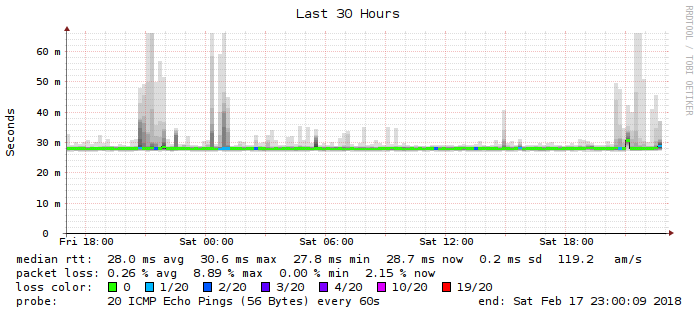 Last 30 Hours
RRDTOOL / TOBI OETIKER
Seconds
60 m
50 m
40 m
30 m
20 m
10 m
0
Fri 18:00 Sat 00:00 Sat 06:00 Sat 12:00 Sat 18:00
median rtt: 28.0 ms avg 30.6 ms max 27.8 ms min 28.7 ms now 0.2 ms sd 119.2 am/s
packet loss: 0.26 % avg 8.89 % max 0.00 % min 2.15 % now
loss color: 0 1/20 2/20 3/20 4/20 10/20 19/20
probe: 20 ICMP Echo Pings (56 Bytes) every 60s end: Sat Feb 17 23:00:09 2018